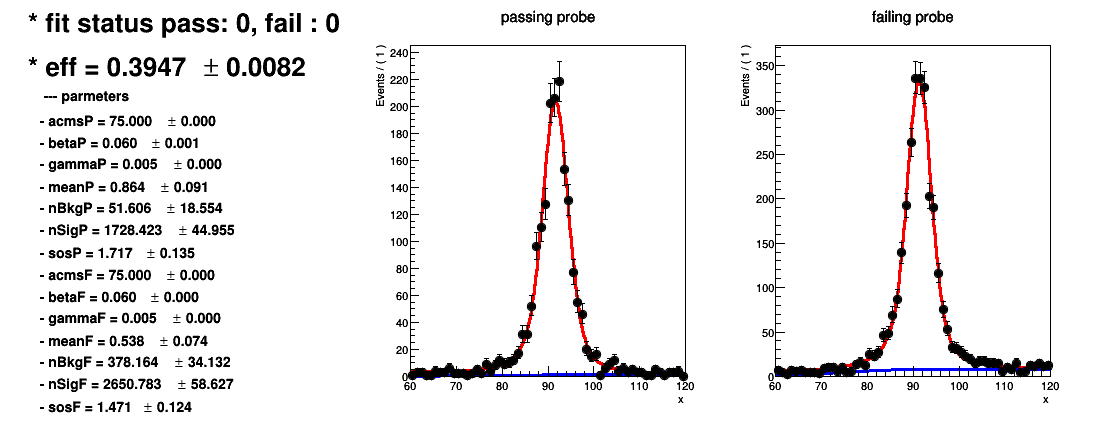 * fit status pass: 0, fail : 0
* eff = 0.3947 ± 0.0082
--- parmeters
- acmsP = 75.000 ± 0.000
- betaP = 0.060 ± 0.001
- gammaP = 0.005 ± 0.000
- meanP = 0.864 ± 0.091
- nBkgP = 51.606 ± 18.554
- nSigP = 1728.423 ± 44.955
- sosP = 1.717 ± 0.135
- acmsF = 75.000 ± 0.000
- betaF = 0.060 ± 0.000
- gammaF = 0.005 ± 0.000
- meanF = 0.538 ± 0.074
- nBkgF = 378.164 ± 34.132
- nSigF = 2650.783 ± 58.627
- sosF = 1.471 ± 0.124
passing probe
Events / ( 1 )
240
220
200
180
160
140
120
100
80
60
40
20
0
60 70 80 90 100 110 120
x
failing probe
Events / ( 1 )
350
300
250
200
150
100
50
0
60 70 80 90 100 110 120
x